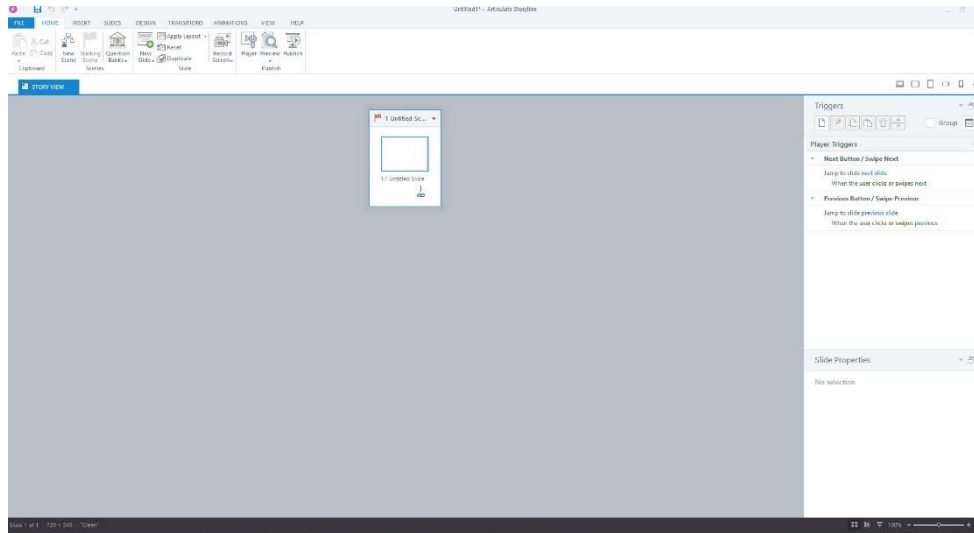 Untitled1* - Articulate Storyline
FILE HOME INSERT SLIDES DESIGN TRANSITIONS ANIMATIONS VIEW HELP
Paste
Cut
Copy
Clipboard
New Scene
Starting Scene
Question Banks
Scenes
New Slide
Apply Layout
Reset
Duplicate
Slide
Record Screen
Player
Preview
Publish
Publish
STORY VIEW
1 Untitled Sc...
1.1 Untitled Slide
Triggers
Group
Player Triggers
Next Button / Swipe Next
Jump to slide next slide
When the user clicks or swipes next
Previous Button / Swipe Previous
Jump to slide previous slide
When the user clicks or swipes previous
Slide Properties
No selection
Slide 1 of 1 720 × 540 "Clean"
100%